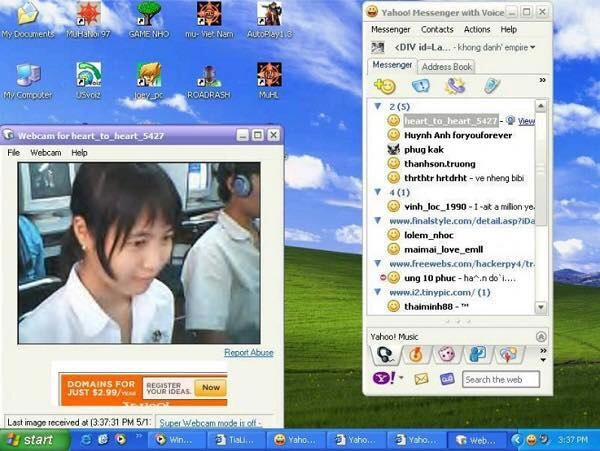 My Documents
MuHaNoi 97
GAME NHO
mu- Viet Nam
AutoPlay1.3
My Computer
USvoiz
joey_pc
ROADRASH
MuHL
Webcam for heart_to_heart_5427
File Webcam Help
Report Abuse
DOMAINS FOR
JUST $2.99/YEAR
REGISTER
YOUR IDEAS.
Now
Last image received at (3:37:31 PM 5/1
Super Webcam mode is off -
Yahoo! Messenger with Voice
Messenger Contacts Actions Help
<DIV id=La... - khong danh' empire
Messenger
Address Book
2 (5)
heart_to_heart_5427 - View
Huynh Anh foryouforever
phug kak
thanhson.truong
thrthtr hrtdrht - ve nheng bibi
4 (1)
vinh_loc_1990 - I -ait a million ye
www.finalstyle.com/detail.asp?iDa
lolem_nhoc
maimai_love_emll
www.freewebs.com/hackerpy4/tr
ung 10 phuc - ha^.n do`i....
www.i2.tinypic.com/ (1)
thaiminh88 - ™
Yahoo! Music
Y!
Search the web
start
Win...
TiaLi...
Yaho...
Yaho...
Yaho...
Web...
3:37 PM